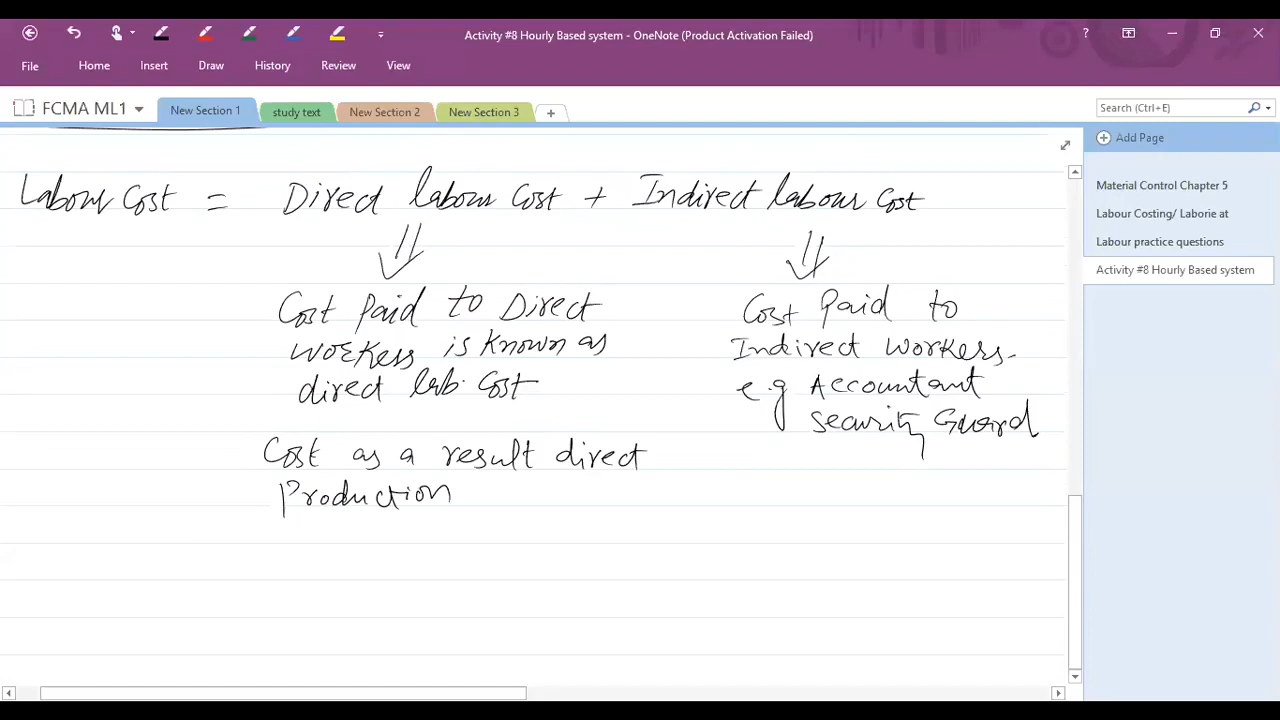 Activity #8 Hourly Based system - OneNote (Product Activation Failed)
File Home Insert Draw History Review View
FCMA ML1 New Section 1 study text New Section 2 New Section 3
Search (Ctrl+E)
Add Page
Material Control Chapter 5
Labour Costing/ Laborie at
Labour practice questions
Activity #8 Hourly Based system
Labour Cost = Direct labour Cost + Indirect labour Cost
Cost Paid to Direct
workers is known as
direct lab. Cost
Cost as a result direct
Production
Cost Paid to
Indirect workers.
e.g Accountant
security Guard